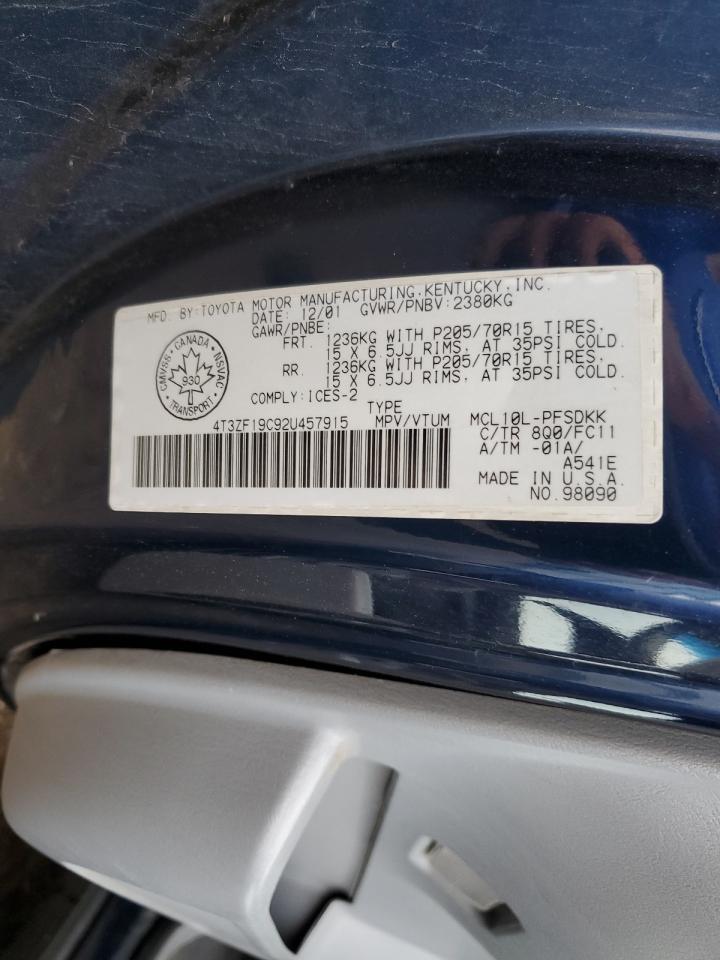 MFD. BY:TOYOTA MOTOR MANUFACTURING,KENTUCKY,INC.
DATE: 12/01 GVWR/PNBV:2380KG
GAWR/PNBE:
FRT. 1236KG WITH P205/70R15 TIRES,
15 X 6.5JJ RIMS, AT 35PSI COLD.
RR. 1236KG WITH P205/70R15 TIRES,
15 X 6.5JJ RIMS, AT 35PSI COLD.
COMPLY:ICES-2
CMVSS • CANADA • NSVAC
930
TRANSPORT
TYPE
4T3ZF19C92U457915 MPV/VTUM MCL10L-PFSDKK
C/TR 8Q0/FC11
A/TM -01A/
A541E
MADE IN U.S.A.
NO.98090